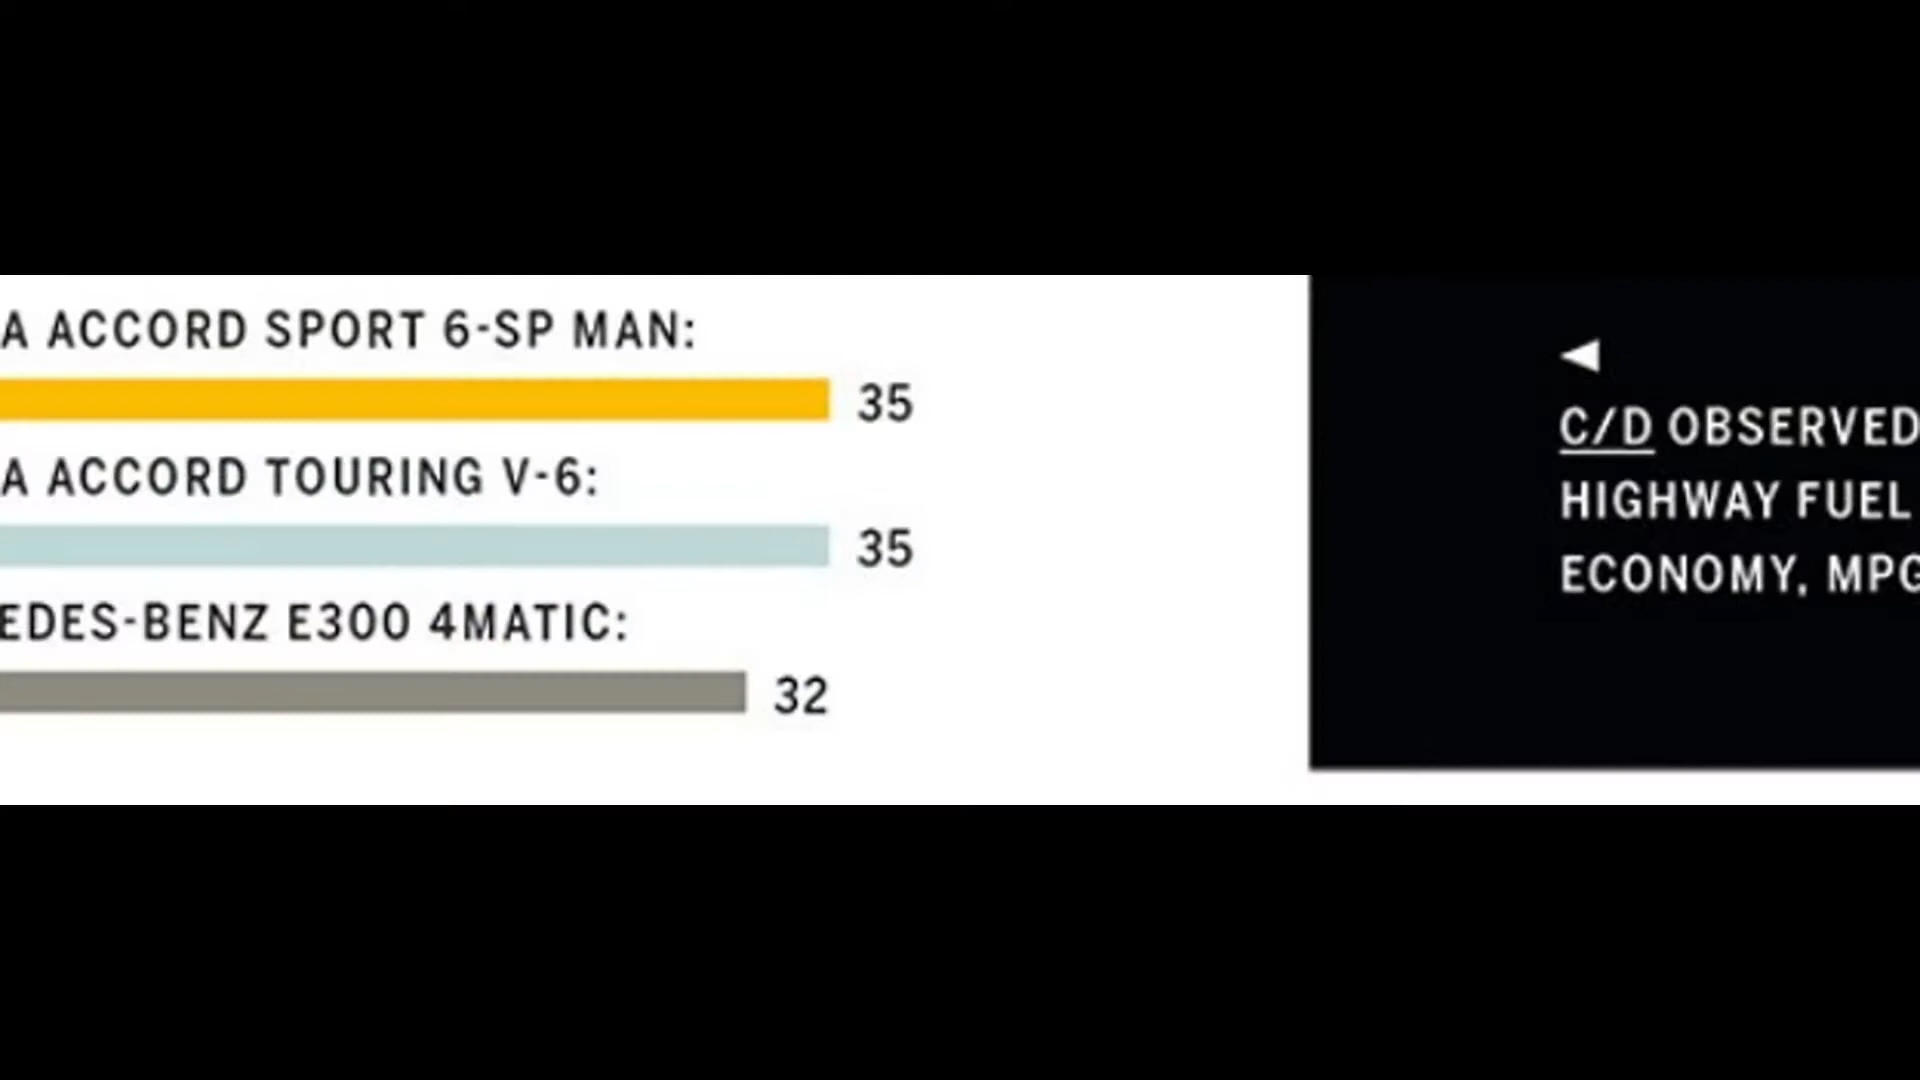 A ACCORD SPORT 6-SP MAN:
35
A ACCORD TOURING V-6:
35
EDES-BENZ E300 4MATIC:
32
C/D OBSERVED
HIGHWAY FUEL
ECONOMY, MPG